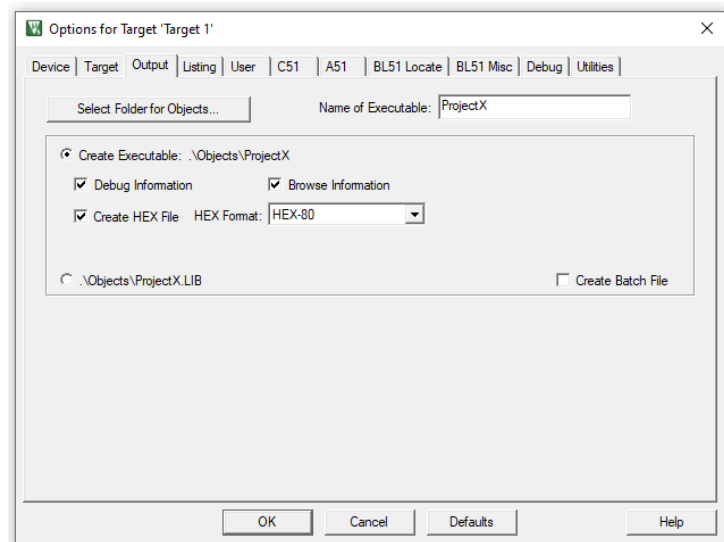 Options for Target 'Target 1'
Device Target Output Listing User C51 A51 BL51 Locate BL51 Misc Debug Utilities
Select Folder for Objects... Name of Executable: ProjectX
Create Executable: .\Objects\ProjectX
Debug Information Browse Information
Create HEX File HEX Format: HEX-80
.\Objects\ProjectX.LIB Create Batch File
OK Cancel Defaults Help